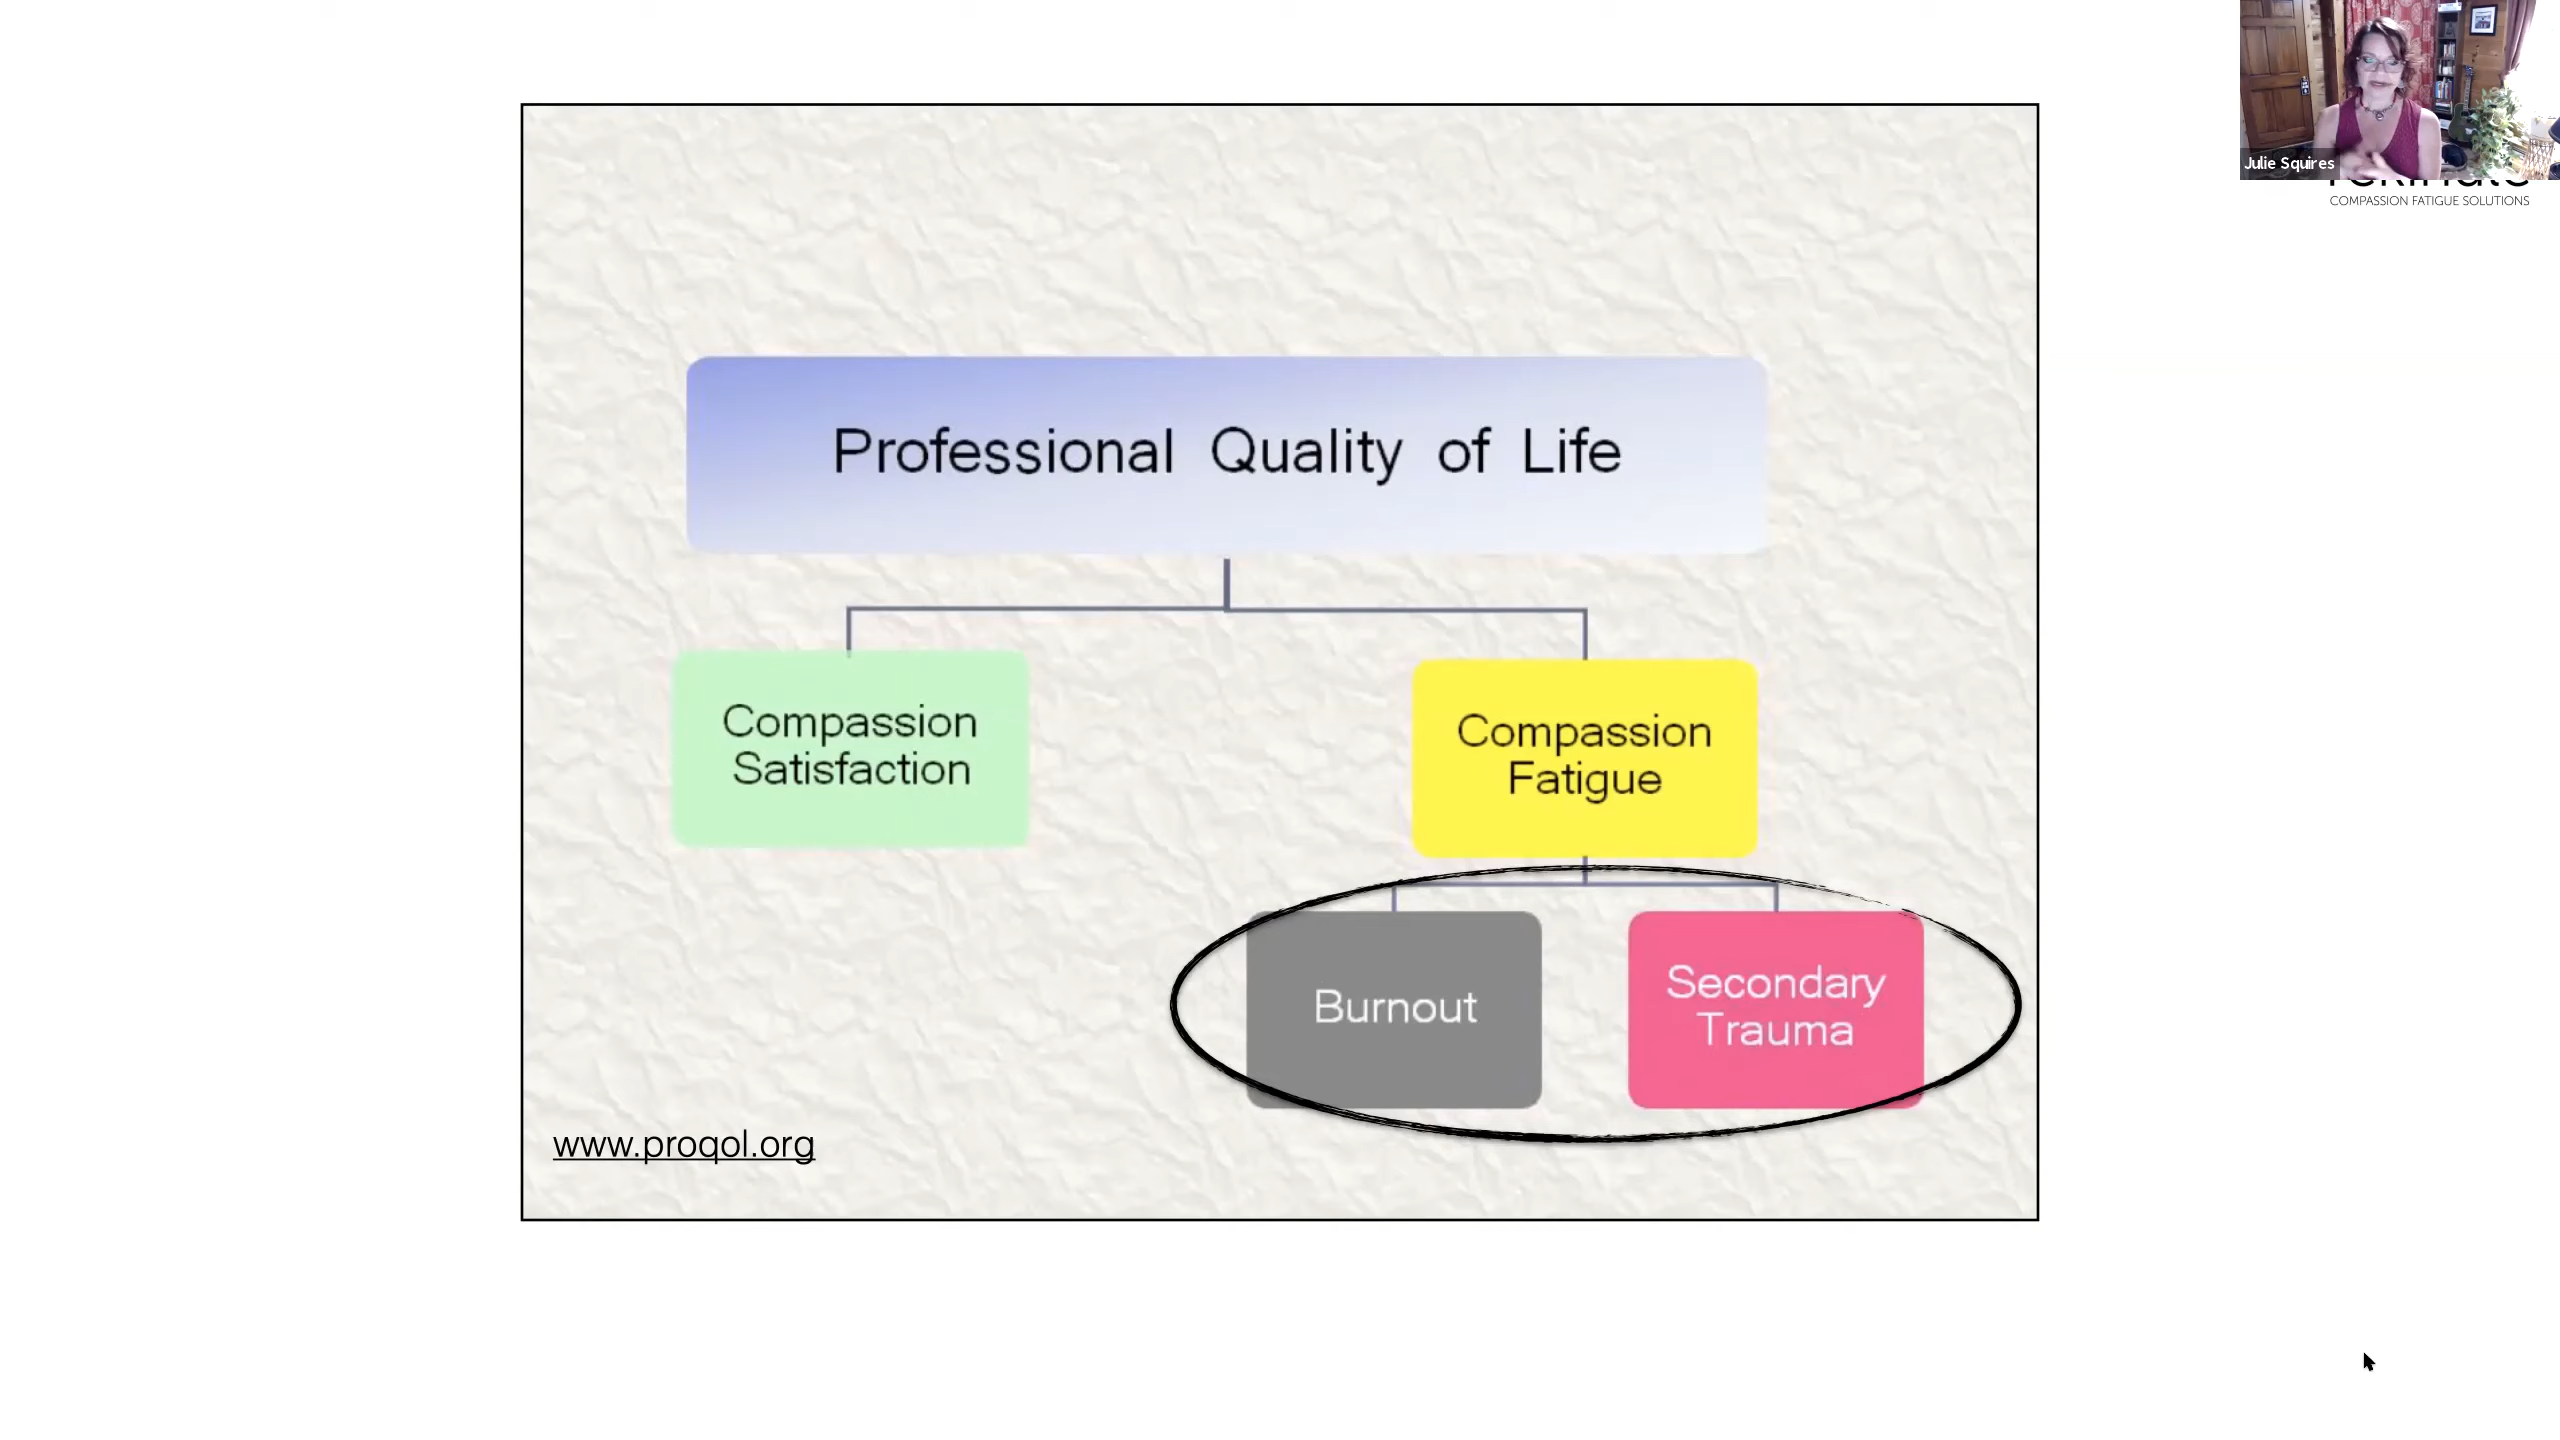 Julie Squires
COMPASSION FATIGUE SOLUTIONS
Professional Quality of Life
Compassion
Satisfaction
Compassion
Fatigue
Burnout
Secondary
Trauma
www.proqol.org